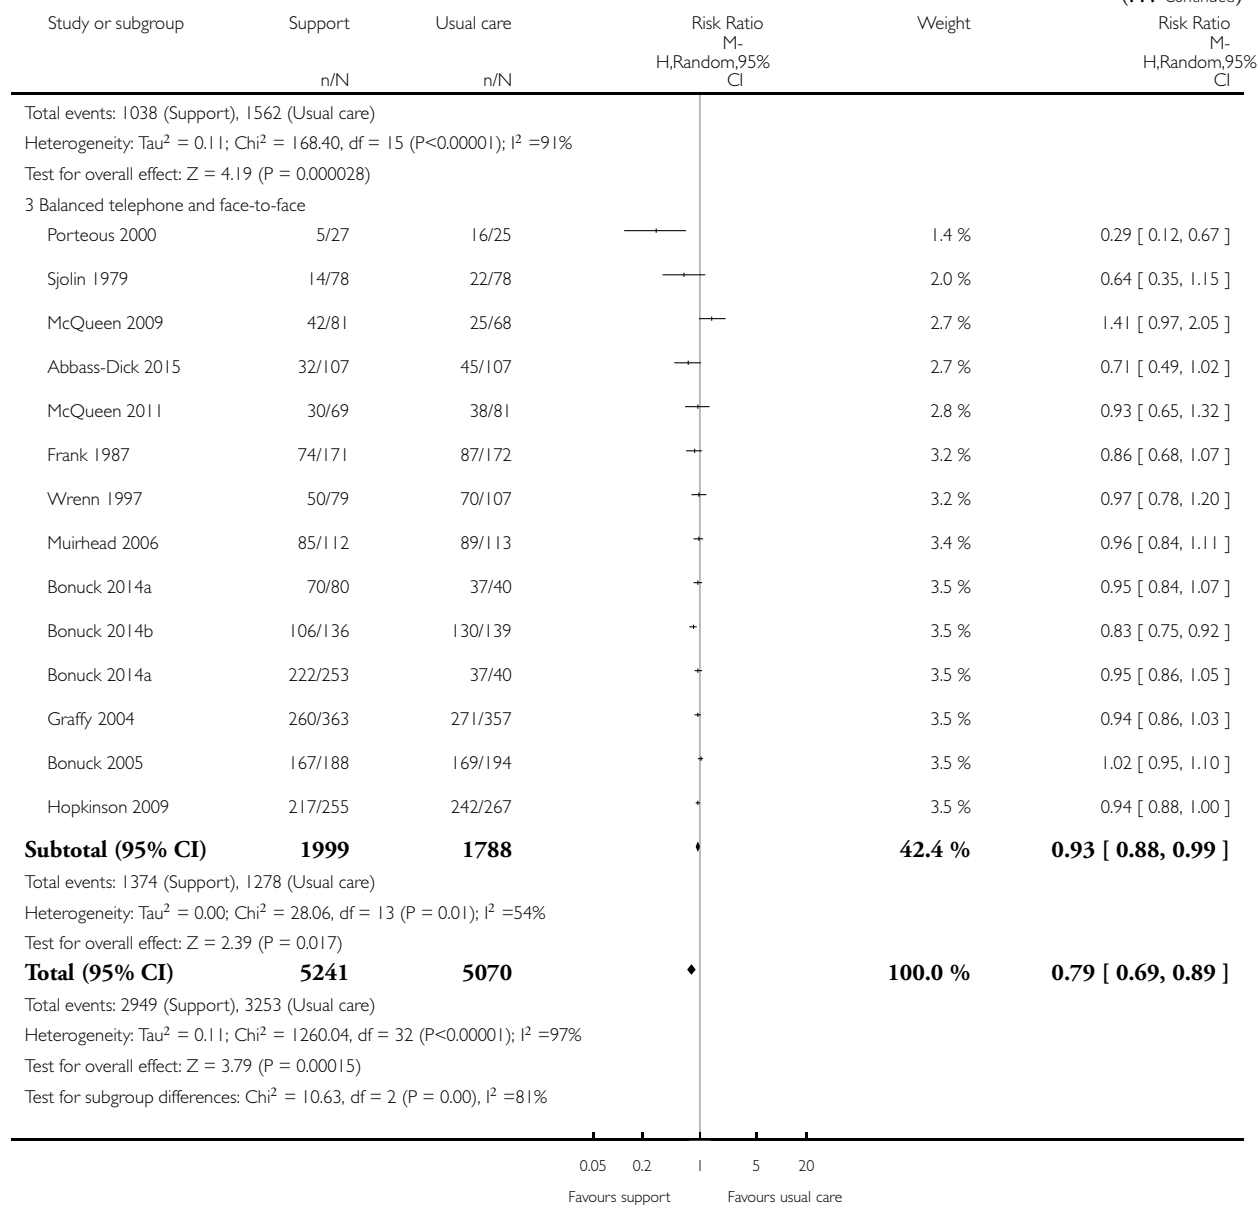 (... Continued)
Study or subgroup Support Usual care Risk Ratio Weight Risk Ratio
M- M-
H,Random,95% H,Random,95%
n/N n/N CI CI
Total events: 1038 (Support), 1562 (Usual care)
Heterogeneity: Tau² = 0.11; Chi² = 168.40, df = 15 (P<0.00001); I² =91%
Test for overall effect: Z = 4.19 (P = 0.000028)
3 Balanced telephone and face-to-face
Porteous 2000 5/27 16/25 1.4 % 0.29 [ 0.12, 0.67 ]
Sjolin 1979 14/78 22/78 2.0 % 0.64 [ 0.35, 1.15 ]
McQueen 2009 42/81 25/68 2.7 % 1.41 [ 0.97, 2.05 ]
Abbass-Dick 2015 32/107 45/107 2.7 % 0.71 [ 0.49, 1.02 ]
McQueen 2011 30/69 38/81 2.8 % 0.93 [ 0.65, 1.32 ]
Frank 1987 74/171 87/172 3.2 % 0.86 [ 0.68, 1.07 ]
Wrenn 1997 50/79 70/107 3.2 % 0.97 [ 0.78, 1.20 ]
Muirhead 2006 85/112 89/113 3.4 % 0.96 [ 0.84, 1.11 ]
Bonuck 2014a 70/80 37/40 3.5 % 0.95 [ 0.84, 1.07 ]
Bonuck 2014b 106/136 130/139 3.5 % 0.83 [ 0.75, 0.92 ]
Bonuck 2014a 222/253 37/40 3.5 % 0.95 [ 0.86, 1.05 ]
Graffy 2004 260/363 271/357 3.5 % 0.94 [ 0.86, 1.03 ]
Bonuck 2005 167/188 169/194 3.5 % 1.02 [ 0.95, 1.10 ]
Hopkinson 2009 217/255 242/267 3.5 % 0.94 [ 0.88, 1.00 ]
Subtotal (95% CI) 1999 1788 42.4 % 0.93 [ 0.88, 0.99 ]
Total events: 1374 (Support), 1278 (Usual care)
Heterogeneity: Tau² = 0.00; Chi² = 28.06, df = 13 (P = 0.01); I² =54%
Test for overall effect: Z = 2.39 (P = 0.017)
Total (95% CI) 5241 5070 100.0 % 0.79 [ 0.69, 0.89 ]
Total events: 2949 (Support), 3253 (Usual care)
Heterogeneity: Tau² = 0.11; Chi² = 1260.04, df = 32 (P<0.00001); I² =97%
Test for overall effect: Z = 3.79 (P = 0.00015)
Test for subgroup differences: Chi² = 10.63, df = 2 (P = 0.00), I² =81%
0.05 0.2 1 5 20
Favours support Favours usual care